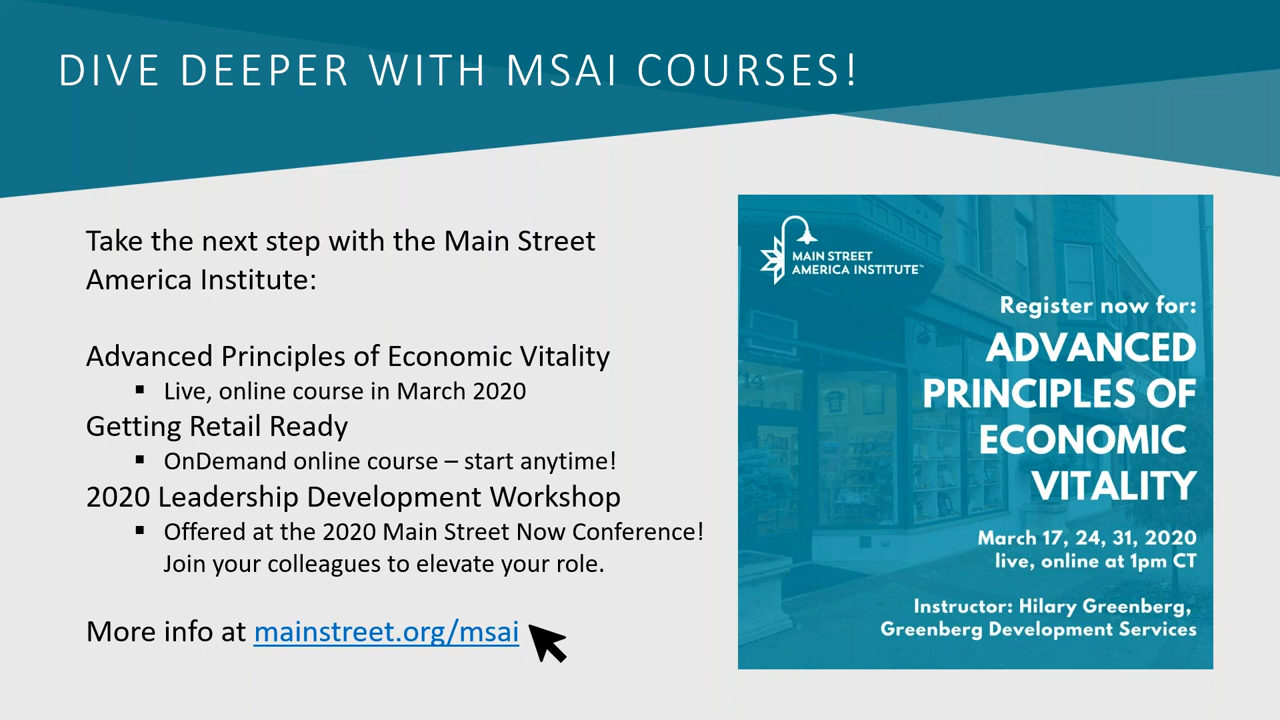 DIVE DEEPER WITH MSAI COURSES!
Take the next step with the Main Street
America Institute:
Advanced Principles of Economic Vitality
▪ Live, online course in March 2020
Getting Retail Ready
▪ OnDemand online course – start anytime!
2020 Leadership Development Workshop
▪ Offered at the 2020 Main Street Now Conference!
Join your colleagues to elevate your role.
More info at mainstreet.org/msai
MAIN STREET
AMERICA INSTITUTE™
Register now for:
ADVANCED
PRINCIPLES OF
ECONOMIC
VITALITY
March 17, 24, 31, 2020
live, online at 1pm CT
Instructor: Hilary Greenberg,
Greenberg Development Services